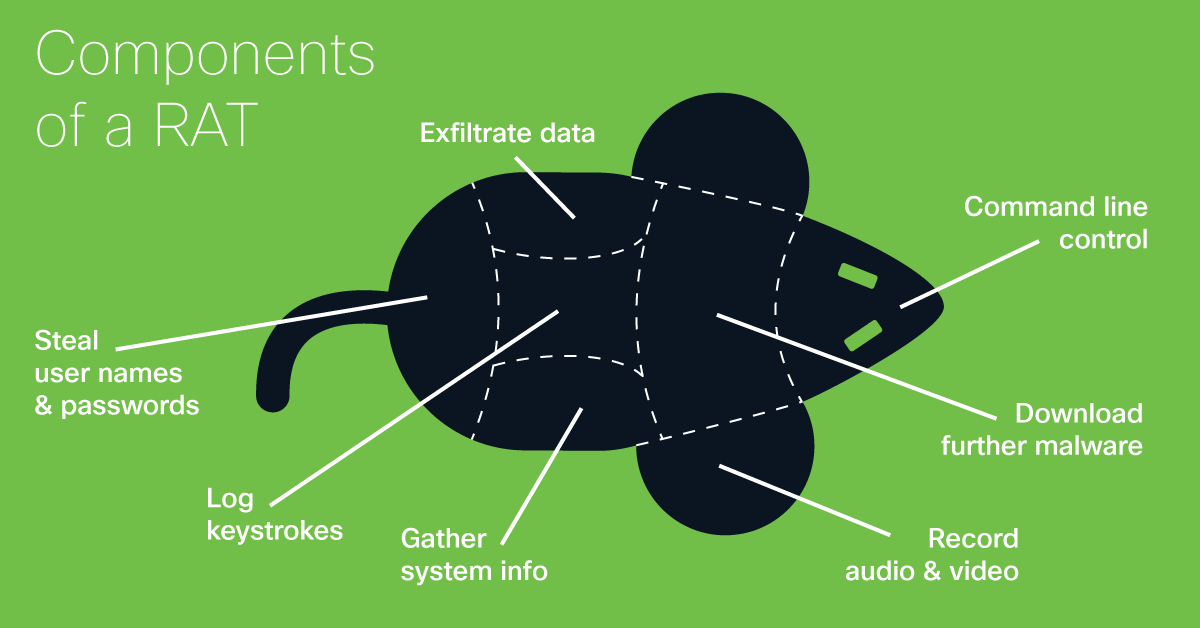 Components
of a RAT
Exfiltrate data
Command line
control
Steal
user names
& passwords
Download
further malware
Log
keystrokes
Gather
system info
Record
audio & video